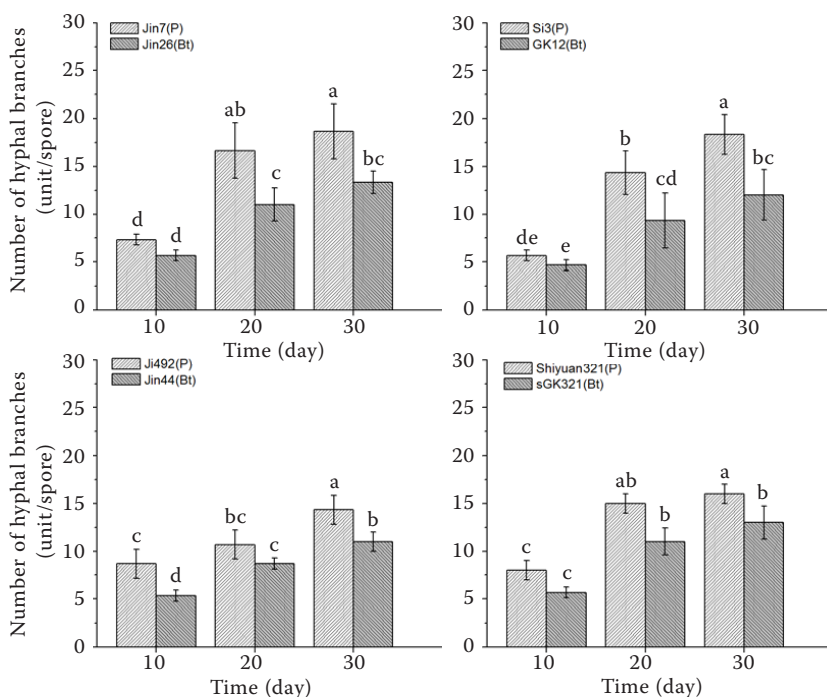 Number of hyphal branches
(unit/spore)
30
25
20
15
10
5
0
Jin7(P)
Jin26(Bt)
d
d
ab
c
a
bc
10
20
30
Time (day)
30
25
20
15
10
5
0
Si3(P)
GK12(Bt)
de
e
b
cd
a
bc
10
20
30
Time (day)
Number of hyphal branches
(unit/spore)
30
25
20
15
10
5
0
Ji492(P)
Jin44(Bt)
c
d
bc
c
a
b
10
20
30
Time (day)
30
25
20
15
10
5
0
Shiyuan321(P)
sGK321(Bt)
c
c
ab
b
a
b
10
20
30
Time (day)